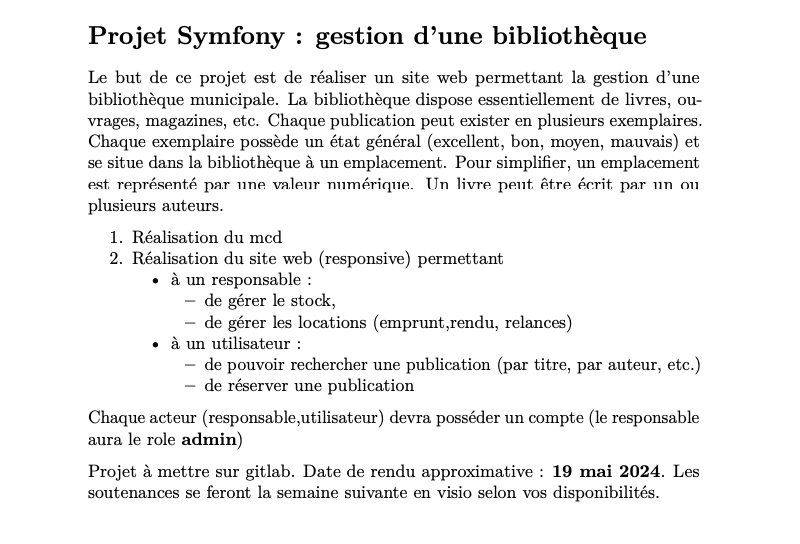 Projet Symfony : gestion d'une bibliothèque
Le but de ce projet est de réaliser un site web permettant la gestion d'une
bibliothèque municipale. La bibliothèque dispose essentiellement de livres, ou-
vrages, magazines, etc. Chaque publication peut exister en plusieurs exemplaires.
Chaque exemplaire possède un état général (excellent, bon, moyen, mauvais) et
se situe dans la bibliothèque à un emplacement. Pour simplifier, un emplacement
est représenté par une valeur numérique. Un livre peut être écrit par un ou
plusieurs auteurs.
1. Réalisation du mcd
2. Réalisation du site web (responsive) permettant
• à un responsable :
– de gérer le stock,
– de gérer les locations (emprunt,rendu, relances)
• à un utilisateur :
– de pouvoir rechercher une publication (par titre, par auteur, etc.)
– de réserver une publication
Chaque acteur (responsable,utilisateur) devra posséder un compte (le responsable
aura le role admin)
Projet à mettre sur gitlab. Date de rendu approximative : 19 mai 2024. Les
soutenances se feront la semaine suivante en visio selon vos disponibilités.